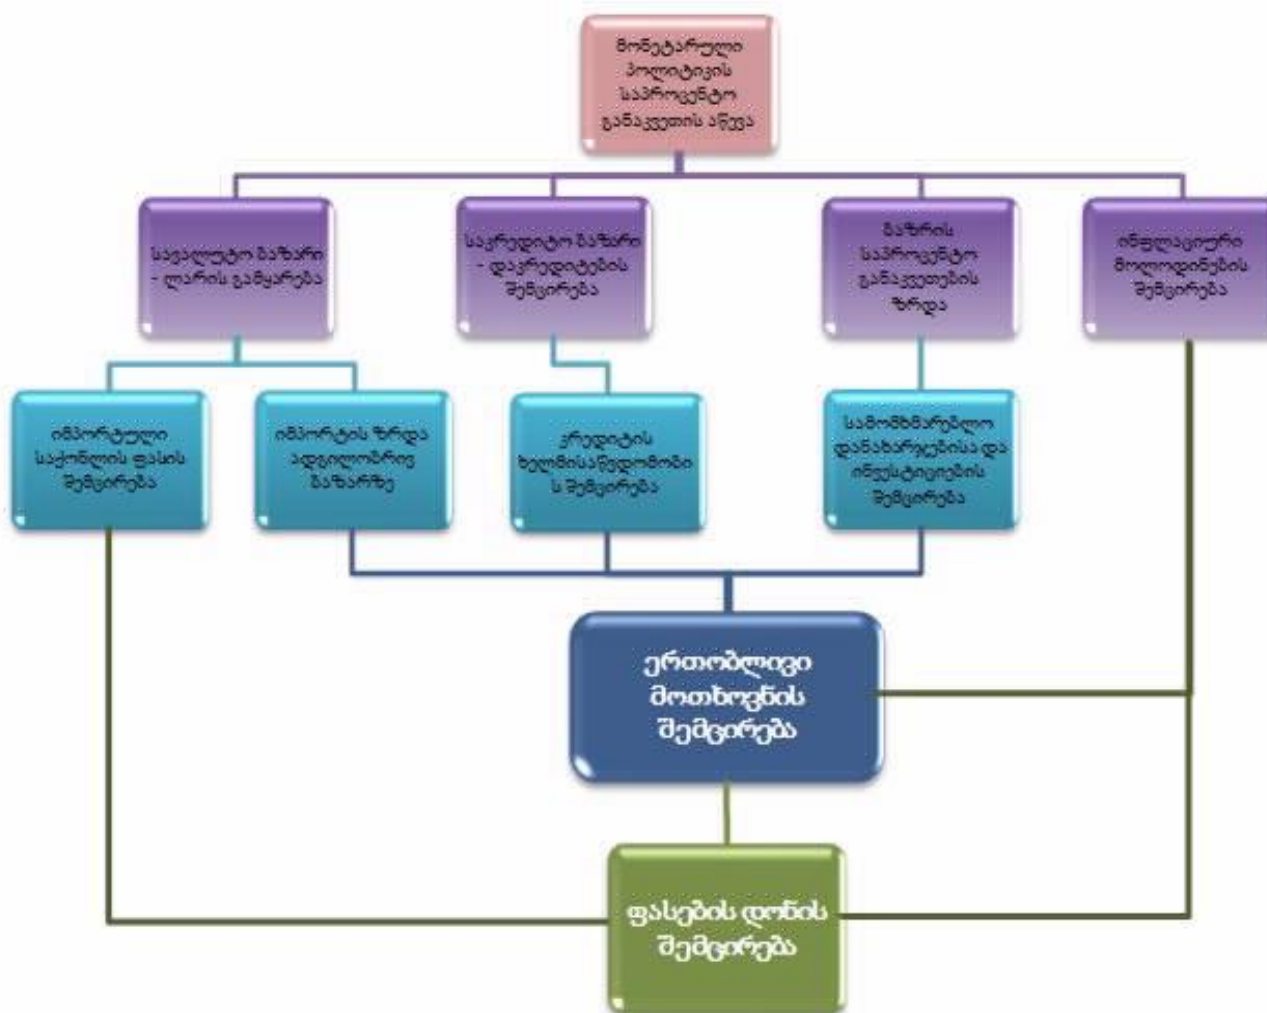 მონეტარული
პოლიტიკის
საპროცენტო
განაკვეთის აწევა
სავალუტო ბაზარი
- ლარის გამყარება
საკრედიტო ბაზარი
- დაკრედიტების
შემცირება
ბაზრის
საპროცენტო
განაკვეთების
ზრდა
ინფლაციური
მოლოდინების
შემცირება
იმპორტული
საქონლის ფასის
შემცირება
იმპორტის ზრდა
ადგილობრივ
ბაზარზე
კრედიტის
ხელმისაწვდომობი
ს შემცირება
სამომხმარებლო
დანახარჯებისა და
ინვესტიციების
შემცირება
ერთობლივი
მოთხოვნის
შემცირება
ფასების დონის
შემცირება